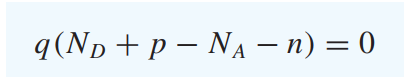 q(N_D + p − N_A − n) = 0